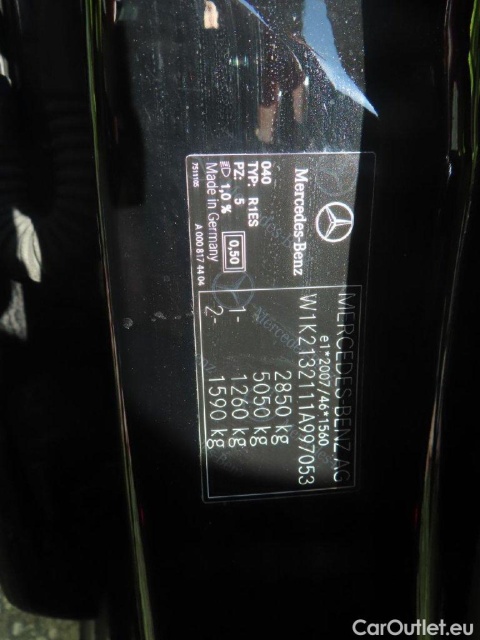 Mercedes-Benz
040
TYP: R1ES
PZ: 5
0,50
1,0 %
Made in Germany
7511105
A 000 817 44 04
MERCEDES-BENZ AG
e1*2007/46*1560
W1K2132111A997053
2850 kg
5050 kg
1- 1260 kg
2- 1590 kg
CarOutlet.eu